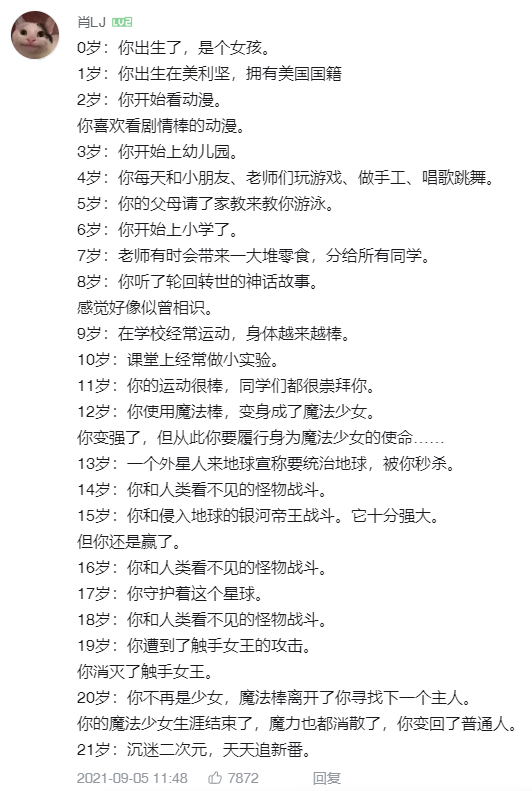 肖LJ LV2
0岁：你出生了，是个女孩。
1岁：你出生在美利坚，拥有美国国籍
2岁：你开始看动漫。
你喜欢看剧情棒的动漫。
3岁：你开始上幼儿园。
4岁：你每天和小朋友、老师们玩游戏、做手工、唱歌跳舞。
5岁：你的父母请了家教来教你游泳。
6岁：你开始上小学了。
7岁：老师有时会带来一大堆零食，分给所有同学。
8岁：你听了轮回转世的神话故事。
感觉好像似曾相识。
9岁：在学校经常运动，身体越来越棒。
10岁：课堂上经常做小实验。
11岁：你的运动很棒，同学们都很崇拜你。
12岁：你使用魔法棒，变身成了魔法少女。
你变强了，但从此你要履行身为魔法少女的使命……
13岁：一个外星人来地球宣称要统治地球，被你秒杀。
14岁：你和人类看不见的怪物战斗。
15岁：你和侵入地球的银河帝王战斗。它十分强大。
但你还是赢了。
16岁：你和人类看不见的怪物战斗。
17岁：你守护着这个星球。
18岁：你和人类看不见的怪物战斗。
19岁：你遭到了触手女王的攻击。
你消灭了触手女王。
20岁：你不再是少女，魔法棒离开了你寻找下一个主人。
你的魔法少女生涯结束了，魔力也都消散了，你变回了普通人。
21岁：沉迷二次元，天天追新番。
2021-09-05 11:48 7872 回复